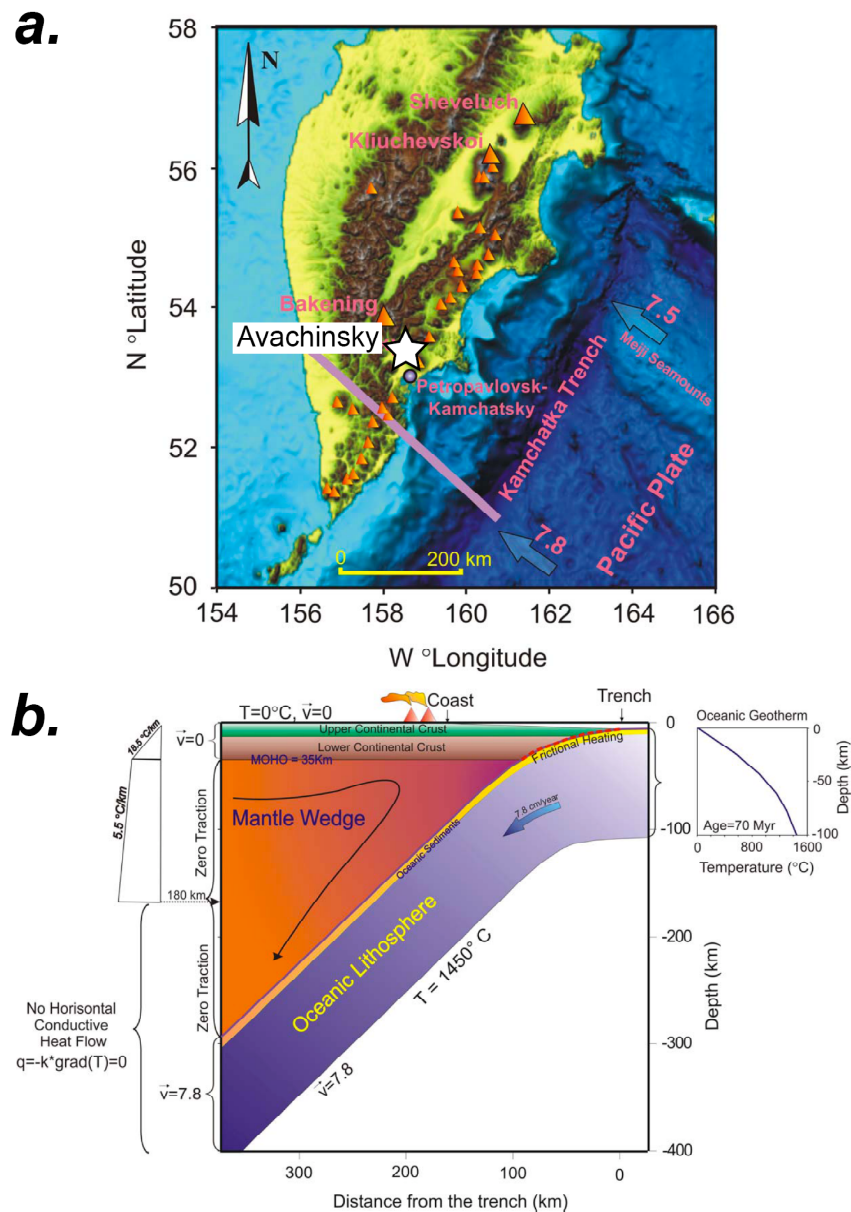 a.
58
56
54
52
50
N °Latitude
N
Sheveluch
Kliuchevskoi
Bakening
Avachinsky
Petropavlovsk-
Kamchatsky
Kamchatka Trench
7.5
Meiji Seamounts
Pacific Plate
7.8
0
200 km
154
156
158
160
162
164
166
W °Longitude
b.
T=0°C, v=0
Coast
Trench
Upper Continental Crust
Lower Continental Crust
MOHO = 35Km
Frictional Heating
Mantle Wedge
Oceanic Sediments
7.8 cm/year
Oceanic Lithosphere
T = 1450° C
v=7.8
v=0
18.5 °C/km
5.5 °C/km
Zero Traction
180 km
Zero Traction
No Horisontal
Conductive
Heat Flow
q=-k*grad(T)=0
v=7.8
0
-100
-200
-300
-400
Depth (km)
300
200
100
0
Distance from the trench (km)
Oceanic Geotherm
0
-50
-100
Depth (km)
Age=70 Myr
0
800
1600
Temperature (°C)